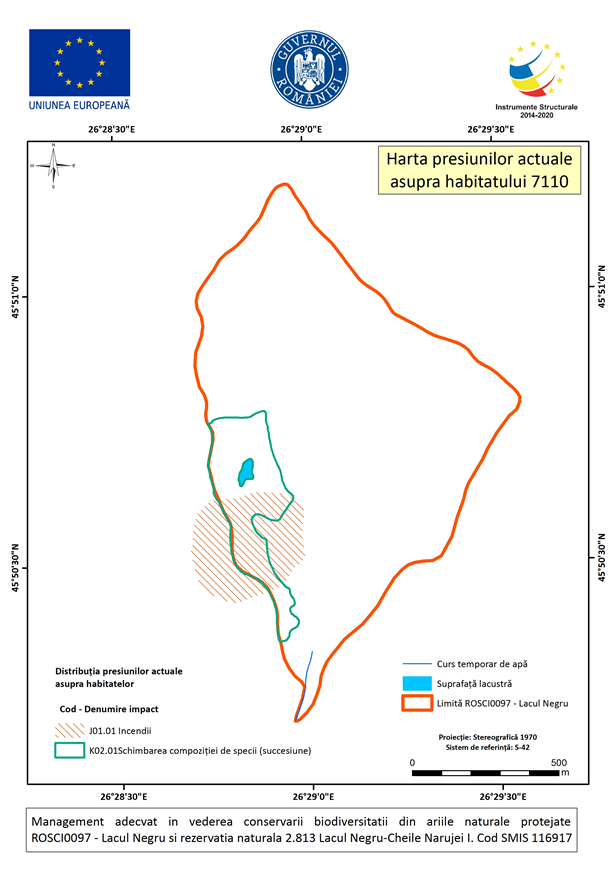 UNIUNEA EUROPEANĂ
GUVERNUL ROMÂNIEI
Instrumente Structurale
2014-2020
26°28'30"E
26°29'0"E
26°29'30"E
N
E
S
Harta presiunilor actuale
asupra habitatului 7110
45°51'0"N
45°51'0"N
45°50'30"N
45°50'30"N
Distribuția presiunilor actuale
asupra habitatelor
Cod - Denumire impact
J01.01 Incendii
K02.01Schimbarea compoziției de specii (succesiune)
Curs temporar de apă
Suprafață lacustră
Limită ROSCI0097 - Lacul Negru
Proiecție: Stereografică 1970
Sistem de referință: S-42
0
500
m
26°28'30"E
26°29'0"E
26°29'30"E
Management adecvat in vederea conservarii biodiversitatii din ariile naturale protejate
ROSCI0097 - Lacul Negru si rezervatia naturala 2.813 Lacul Negru-Cheile Narujei I. Cod SMIS 116917